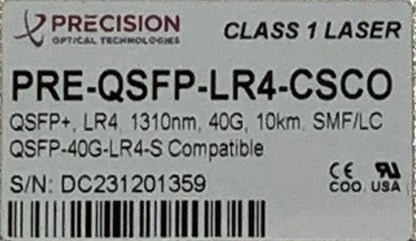 PRECISION
OPTICAL TECHNOLOGIES
CLASS 1 LASER
PRE-QSFP-LR4-CSCO
QSFP+, LR4, 1310nm, 40G, 10km, SMF/LC
QSFP-40G-LR4-S Compatible
S/N: DC231201359
CE
COO USA